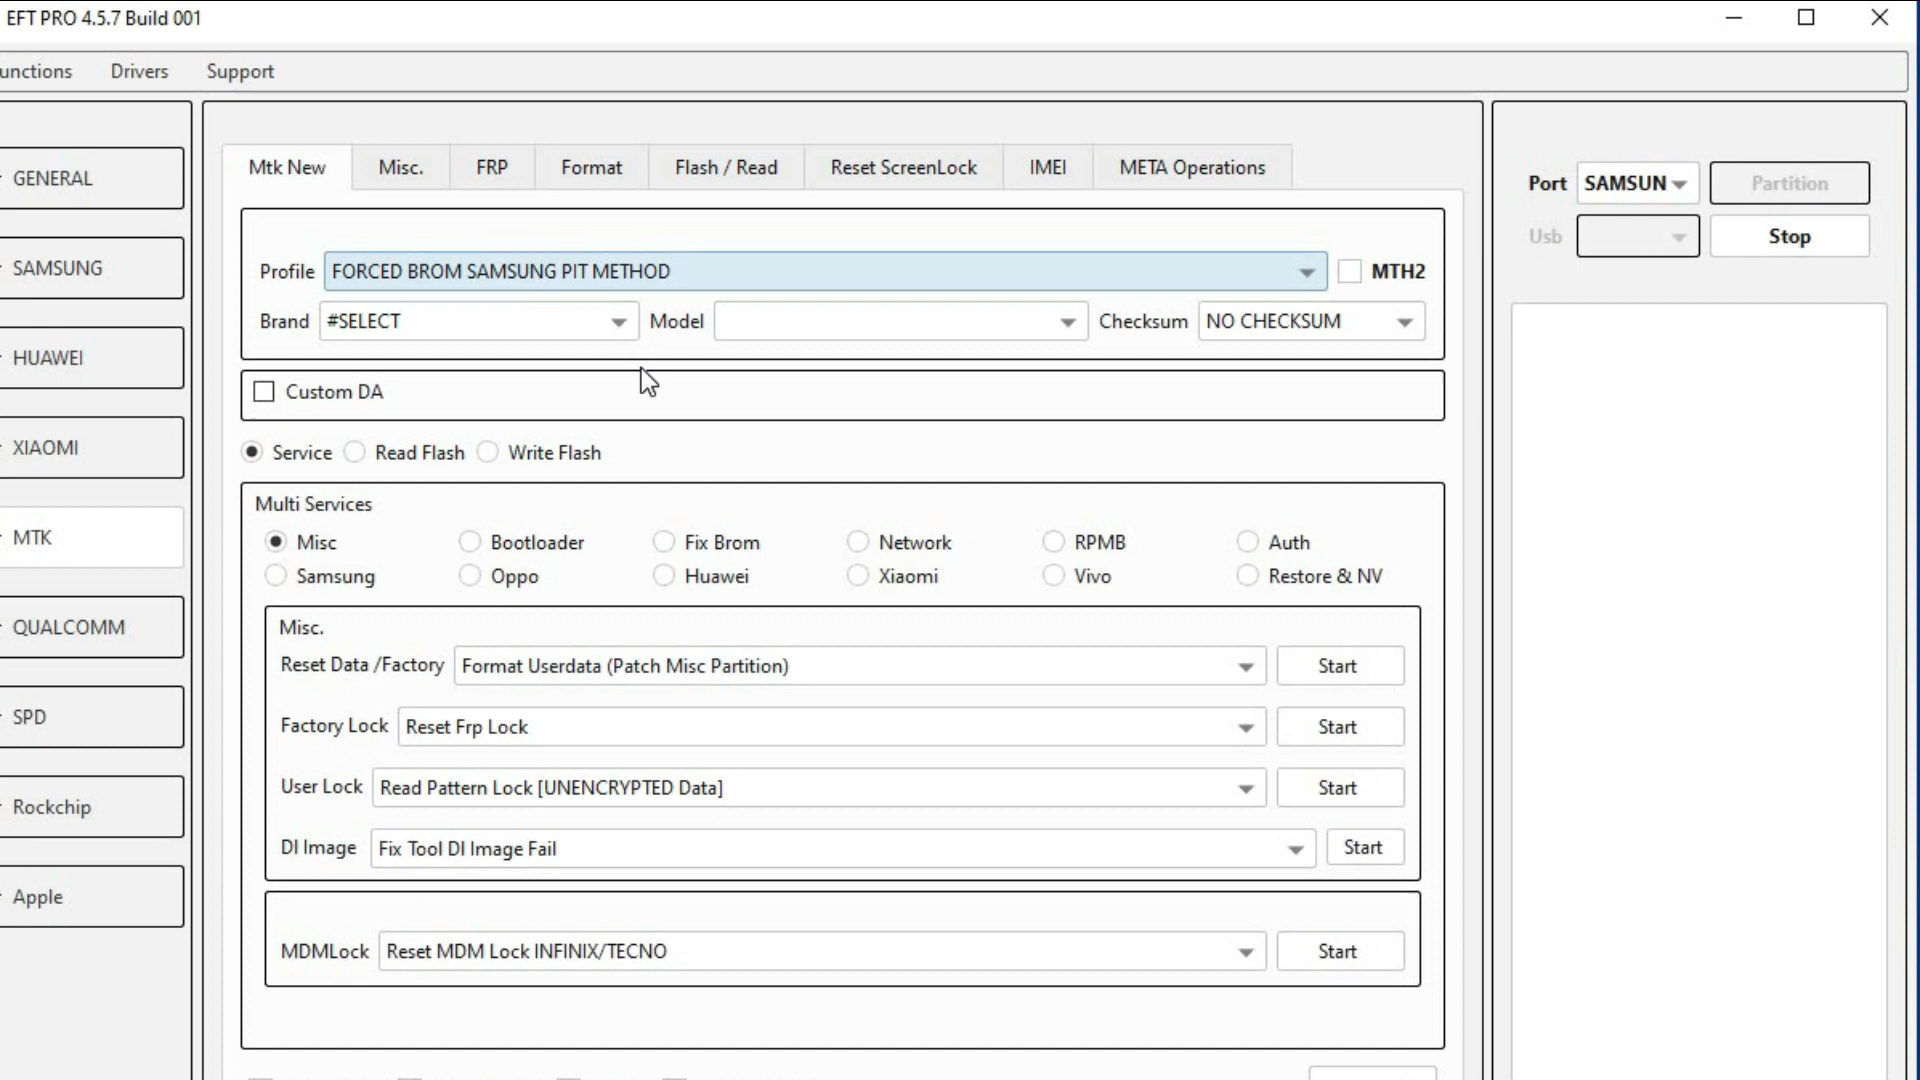 EFT PRO 4.5.7 Build 001
unctions Drivers Support
GENERAL
SAMSUNG
HUAWEI
XIAOMI
MTK
QUALCOMM
SPD
Rockchip
Apple
Mtk New Misc. FRP Format Flash / Read Reset ScreenLock IMEI META Operations
Profile FORCED BROM SAMSUNG PIT METHOD MTH2
Brand #SELECT Model Checksum NO CHECKSUM
Custom DA
Service Read Flash Write Flash
Multi Services
Misc Bootloader Fix Brom Network RPMB Auth
Samsung Oppo Huawei Xiaomi Vivo Restore & NV
Misc.
Reset Data /Factory Format Userdata (Patch Misc Partition) Start
Factory Lock Reset Frp Lock Start
User Lock Read Pattern Lock [UNENCRYPTED Data] Start
DI Image Fix Tool DI Image Fail Start
MDMLock Reset MDM Lock INFINIX/TECNO Start
Port SAMSUN Partition
Usb Stop